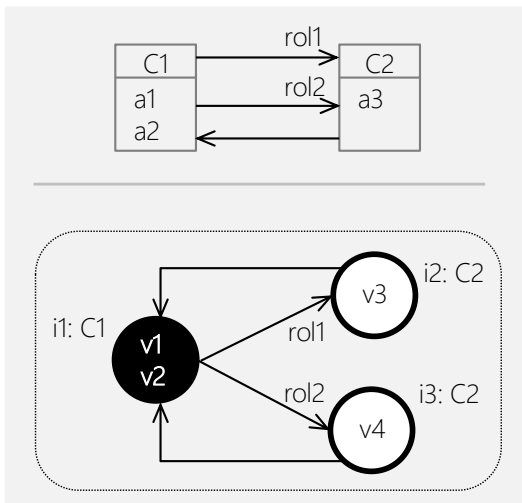 rol1
C1
C2
a1
rol2
a3
a2
i2: C2
v3
i1: C1
v1
rol1
v2
rol2
i3: C2
v4